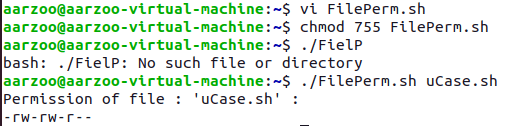 aarzoo@aarzoo-virtual-machine:~$ vi FilePerm.sh
aarzoo@aarzoo-virtual-machine:~$ chmod 755 FilePerm.sh
aarzoo@aarzoo-virtual-machine:~$ ./FielP
bash: ./FielP: No such file or directory
aarzoo@aarzoo-virtual-machine:~$ ./FilePerm.sh uCase.sh
Permission of file : 'uCase.sh' :
-rw-rw-r--